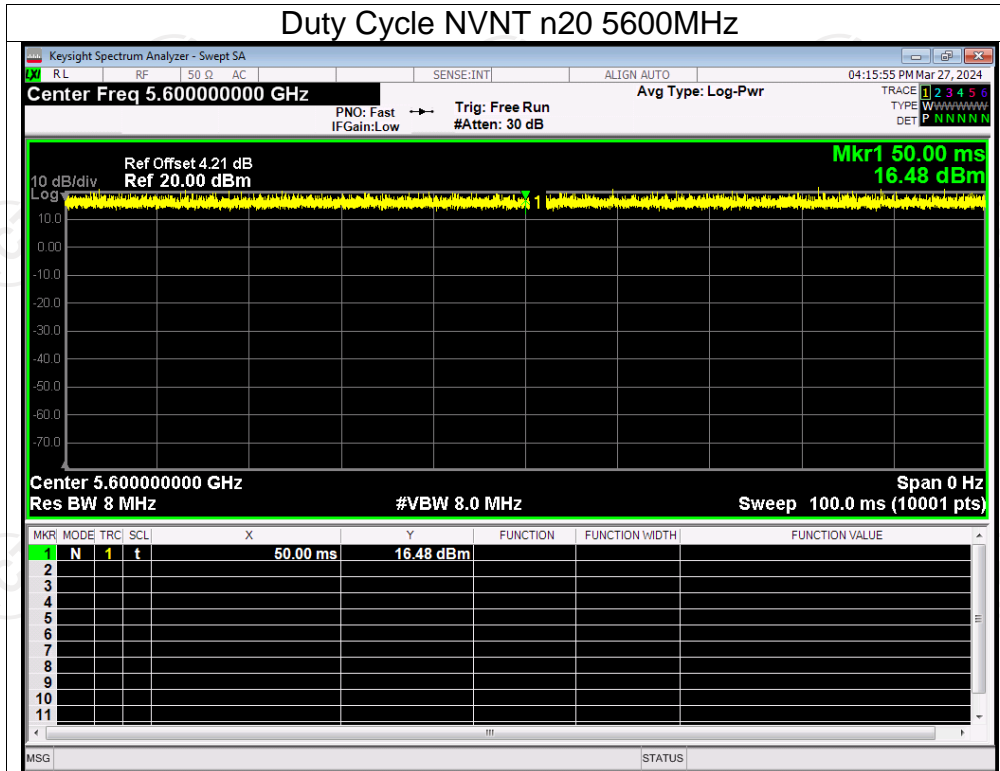 Duty Cycle NVNT n20 5600MHz
Keysight Spectrum Analyzer - Swept SA
LXI RL RF 50 Ω AC SENSE:INT ALIGN AUTO 04:15:55 PM Mar 27, 2024
Center Freq 5.600000000 GHz Avg Type: Log-Pwr TRACE 1 2 3 4 5 6
PNO: Fast Trig: Free Run TYPE WWWWWW
IFGain:Low #Atten: 30 dB DET P N N N N N
Ref Offset 4.21 dB Mkr1 50.00 ms
10 dB/div Ref 20.00 dBm 16.48 dBm
Log
1
10.0
0.00
-10.0
-20.0
-30.0
-40.0
-50.0
-60.0
-70.0
Center 5.600000000 GHz Span 0 Hz
Res BW 8 MHz #VBW 8.0 MHz Sweep 100.0 ms (10001 pts)
MKR MODE TRC SCL X Y FUNCTION FUNCTION WIDTH FUNCTION VALUE
1 N 1 t 50.00 ms 16.48 dBm
2
3
4
5
6
7
8
9
10
11
MSG STATUS